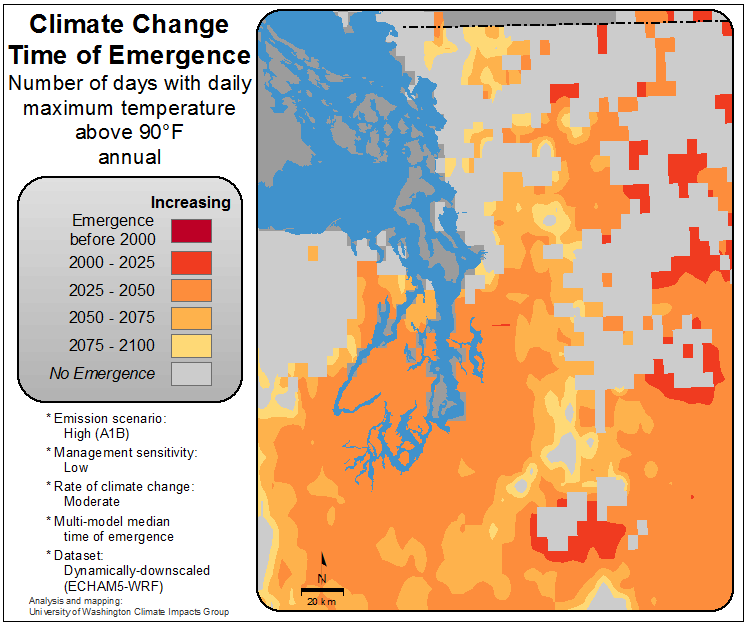 Climate Change
Time of Emergence
Number of days with daily
maximum temperature
above 90°F
annual
Increasing
Emergence
before 2000
2000 - 2025
2025 - 2050
2050 - 2075
2075 - 2100
No Emergence
* Emission scenario:
High (A1B)
* Management sensitivity:
Low
* Rate of climate change:
Moderate
* Multi-model median
time of emergence
* Dataset:
Dynamically-downscaled
(ECHAM5-WRF)
Analysis and mapping:
University of Washington Climate Impacts Group
N
20 km